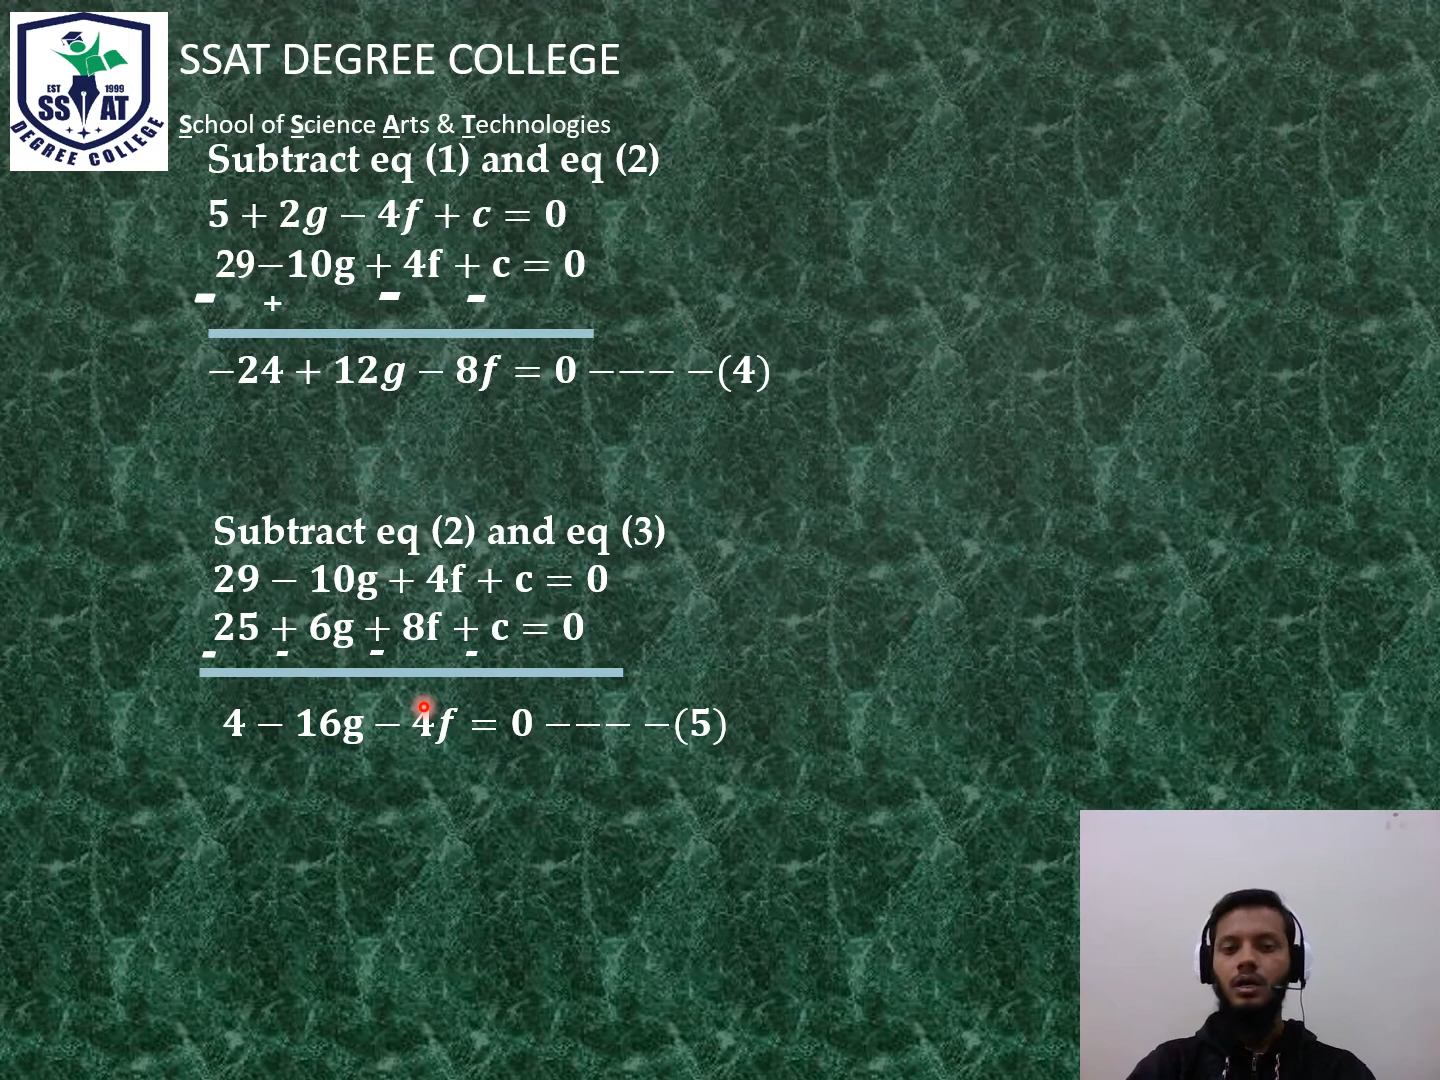 EST 1999
SS AT
DEGREE COLLEGE
SSAT DEGREE COLLEGE
School of Science Arts & Technologies
Subtract eq (1) and eq (2)
5 + 2g − 4f + c = 0
29−10g + 4f + c = 0
- + - -
−24 + 12g − 8f = 0 −−− −(4)
Subtract eq (2) and eq (3)
29 − 10g + 4f + c = 0
25 + 6g + 8f + c = 0
- - - -
4 − 16g − 4f = 0 −−− −(5)